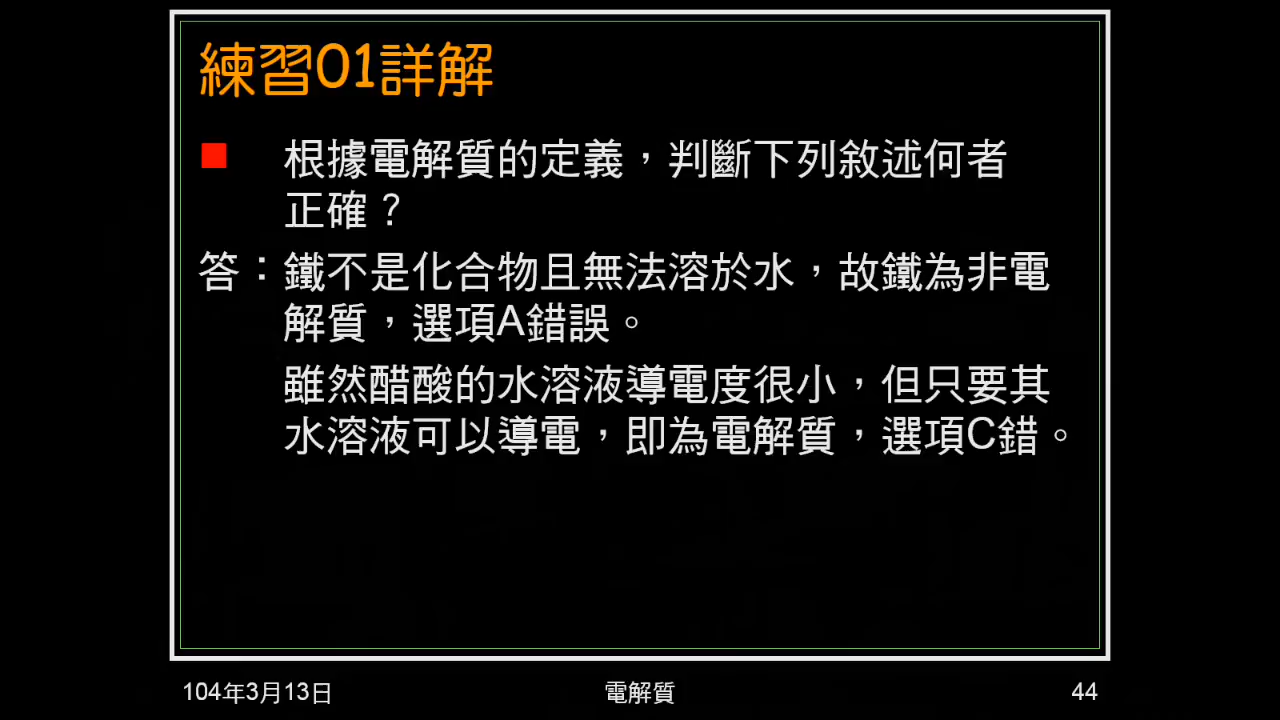 練習01詳解
根據電解質的定義，判斷下列敘述何者
正確？
答：鐵不是化合物且無法溶於水，故鐵為非電
解質，選項A錯誤。
雖然醋酸的水溶液導電度很小，但只要其
水溶液可以導電，即為電解質，選項C錯。
104年3月13日
電解質
44